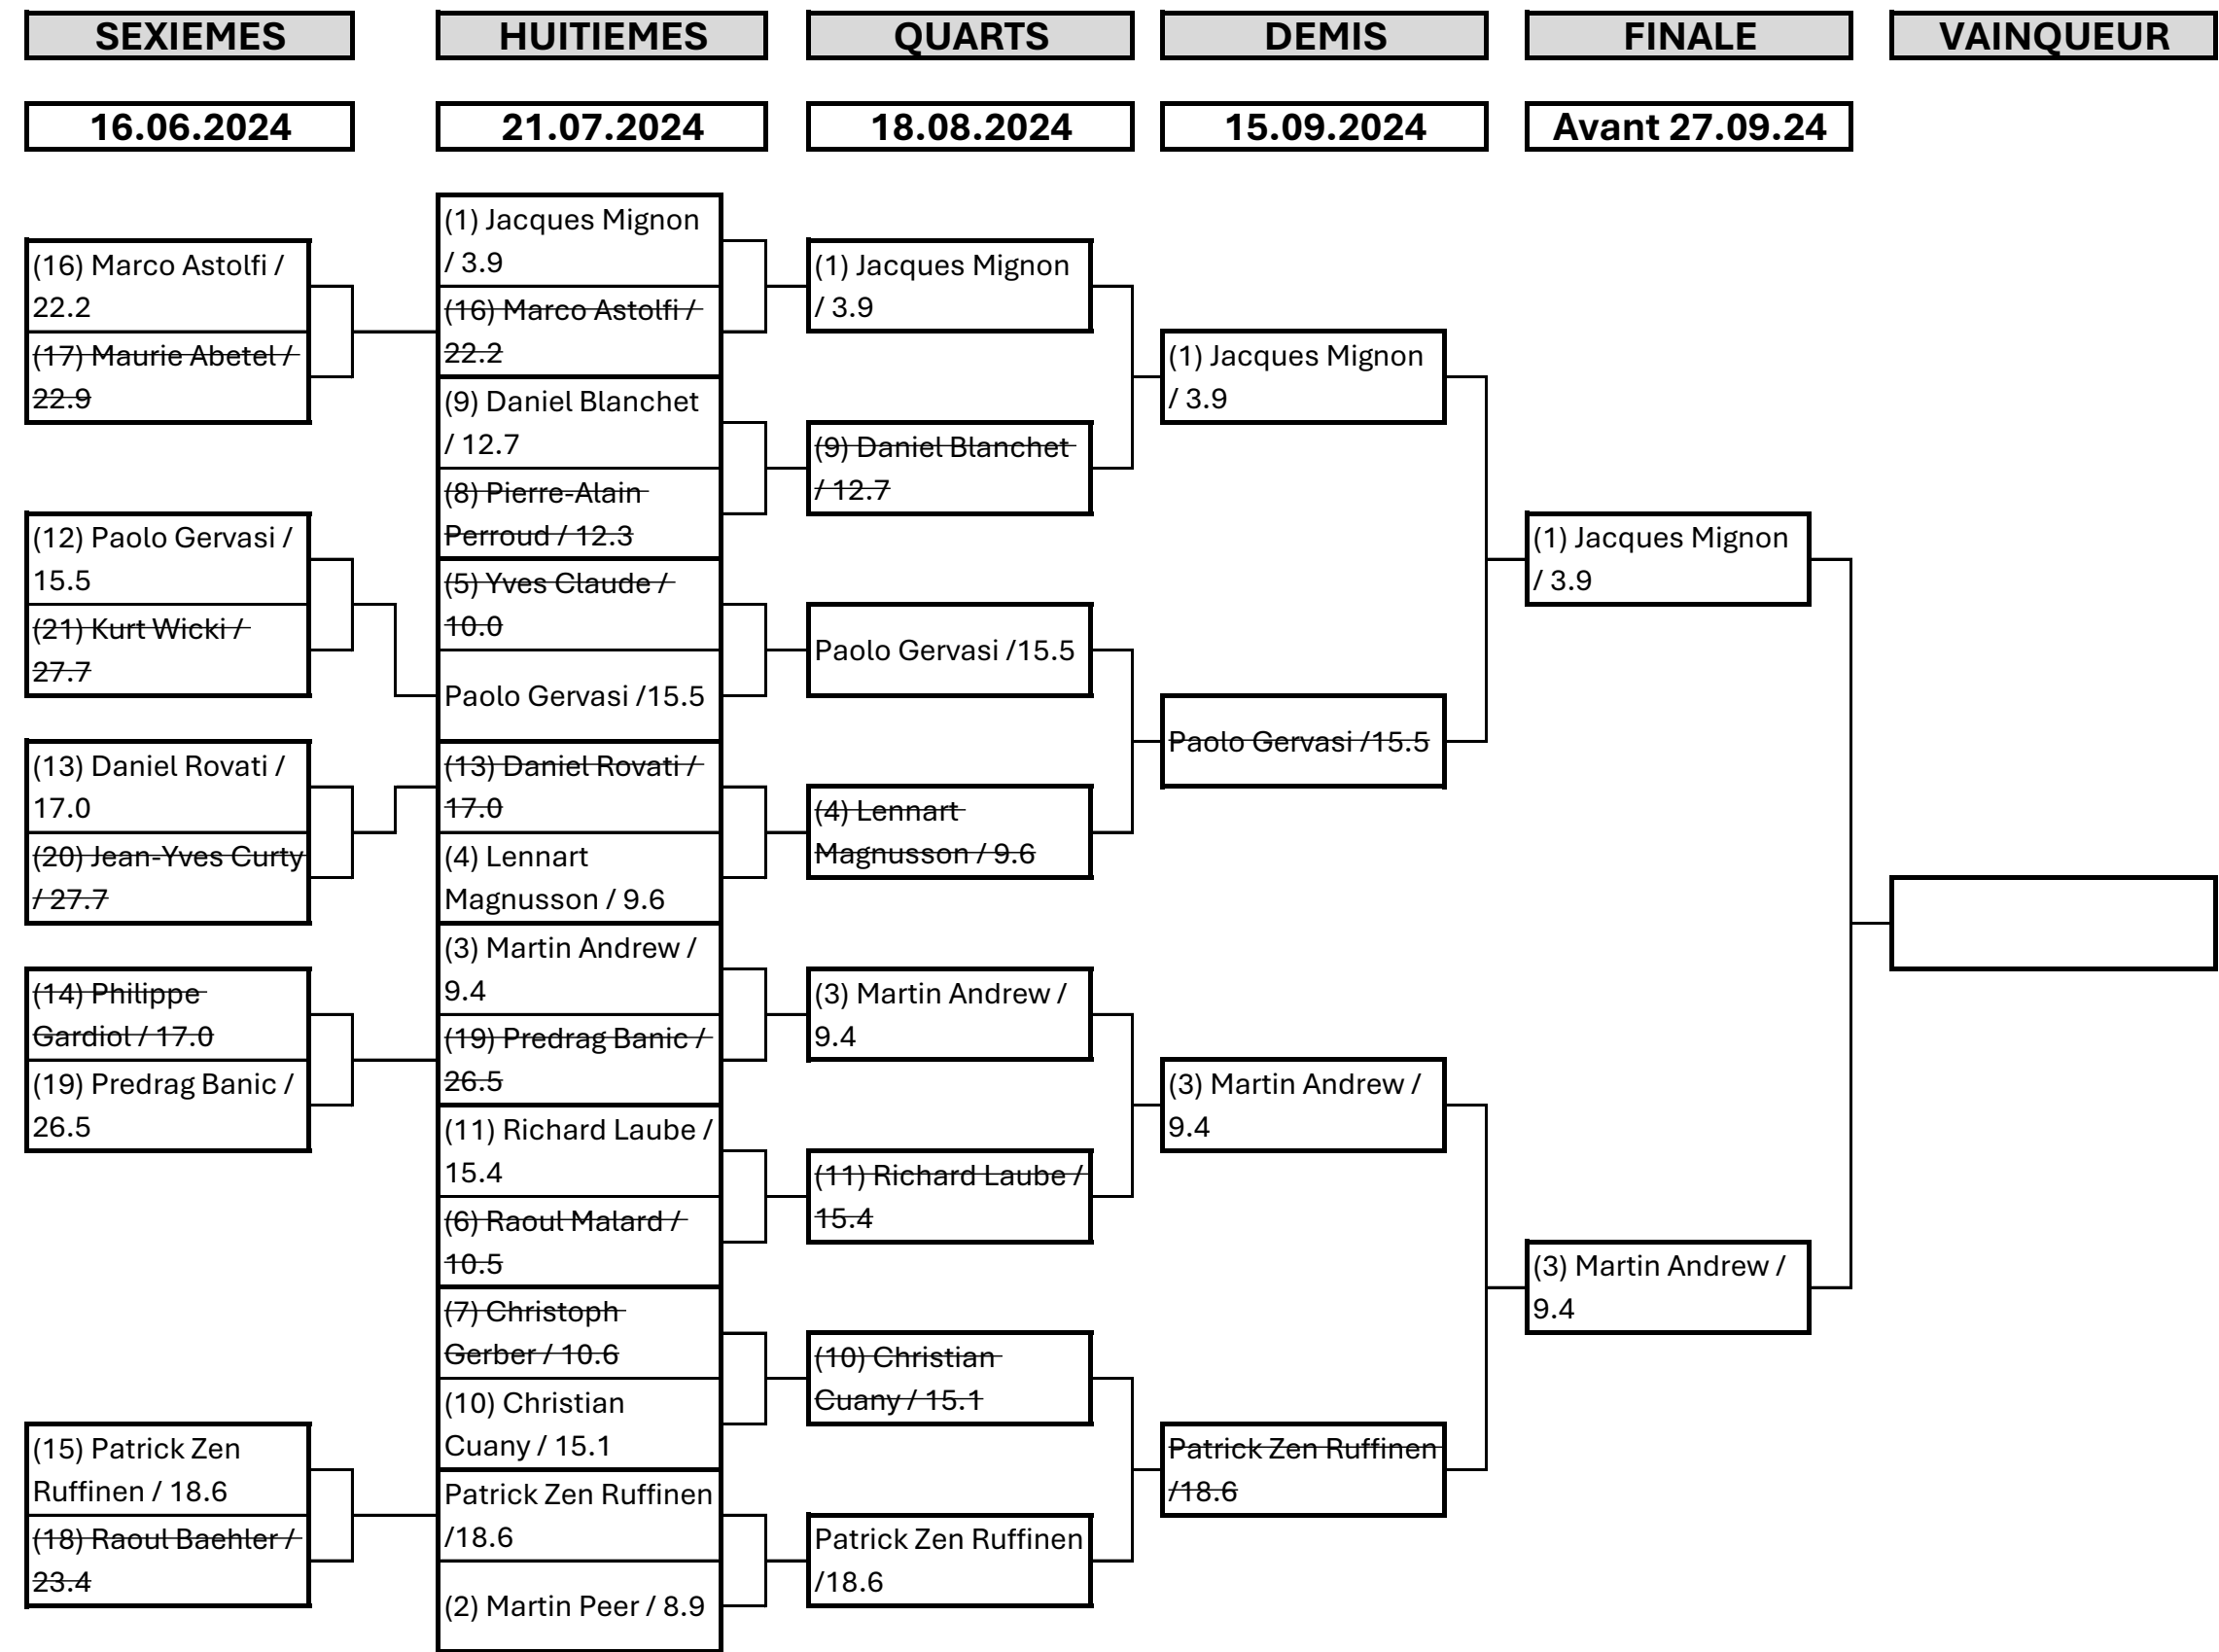 SEXIEMES
HUITIEMES
QUARTS
DEMIS
FINALE
VAINQUEUR
16.06.2024
21.07.2024
18.08.2024
15.09.2024
Avant 27.09.24
(16) Marco Astolfi /
22.2
(17) Maurie Abetel /
22.9
(12) Paolo Gervasi /
15.5
(21) Kurt Wicki /
27.7
(13) Daniel Rovati /
17.0
(20) Jean-Yves Curty
/ 27.7
(14) Philippe
Gardiol / 17.0
(19) Predrag Banic /
26.5
(15) Patrick Zen
Ruffinen / 18.6
(18) Raoul Baehler /
23.4
(1) Jacques Mignon
/ 3.9
(16) Marco Astolfi /
22.2
(9) Daniel Blanchet
/ 12.7
(8) Pierre-Alain
Perroud / 12.3
(5) Yves Claude /
10.0
Paolo Gervasi /15.5
(13) Daniel Rovati /
17.0
(4) Lennart
Magnusson / 9.6
(3) Martin Andrew /
9.4
(19) Predrag Banic /
26.5
(11) Richard Laube /
15.4
(6) Raoul Malard /
10.5
(7) Christoph
Gerber / 10.6
(10) Christian
Cuany / 15.1
Patrick Zen Ruffinen
/18.6
(2) Martin Peer / 8.9
(1) Jacques Mignon
/ 3.9
(9) Daniel Blanchet
/ 12.7
Paolo Gervasi /15.5
(4) Lennart
Magnusson / 9.6
(3) Martin Andrew /
9.4
(11) Richard Laube /
15.4
(10) Christian
Cuany / 15.1
Patrick Zen Ruffinen
/18.6
(1) Jacques Mignon
/ 3.9
Paolo Gervasi /15.5
(3) Martin Andrew /
9.4
Patrick Zen Ruffinen
/18.6
(1) Jacques Mignon
/ 3.9
(3) Martin Andrew /
9.4